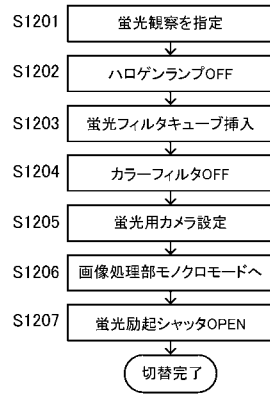 S1201 蛍光観察を指定
S1202 ハロゲンランプOFF
S1203 蛍光フィルタキューブ挿入
S1204 カラーフィルタOFF
S1205 蛍光用カメラ設定
S1206 画像処理部モノクロモードへ
S1207 蛍光励起シャッタOPEN
切替完了